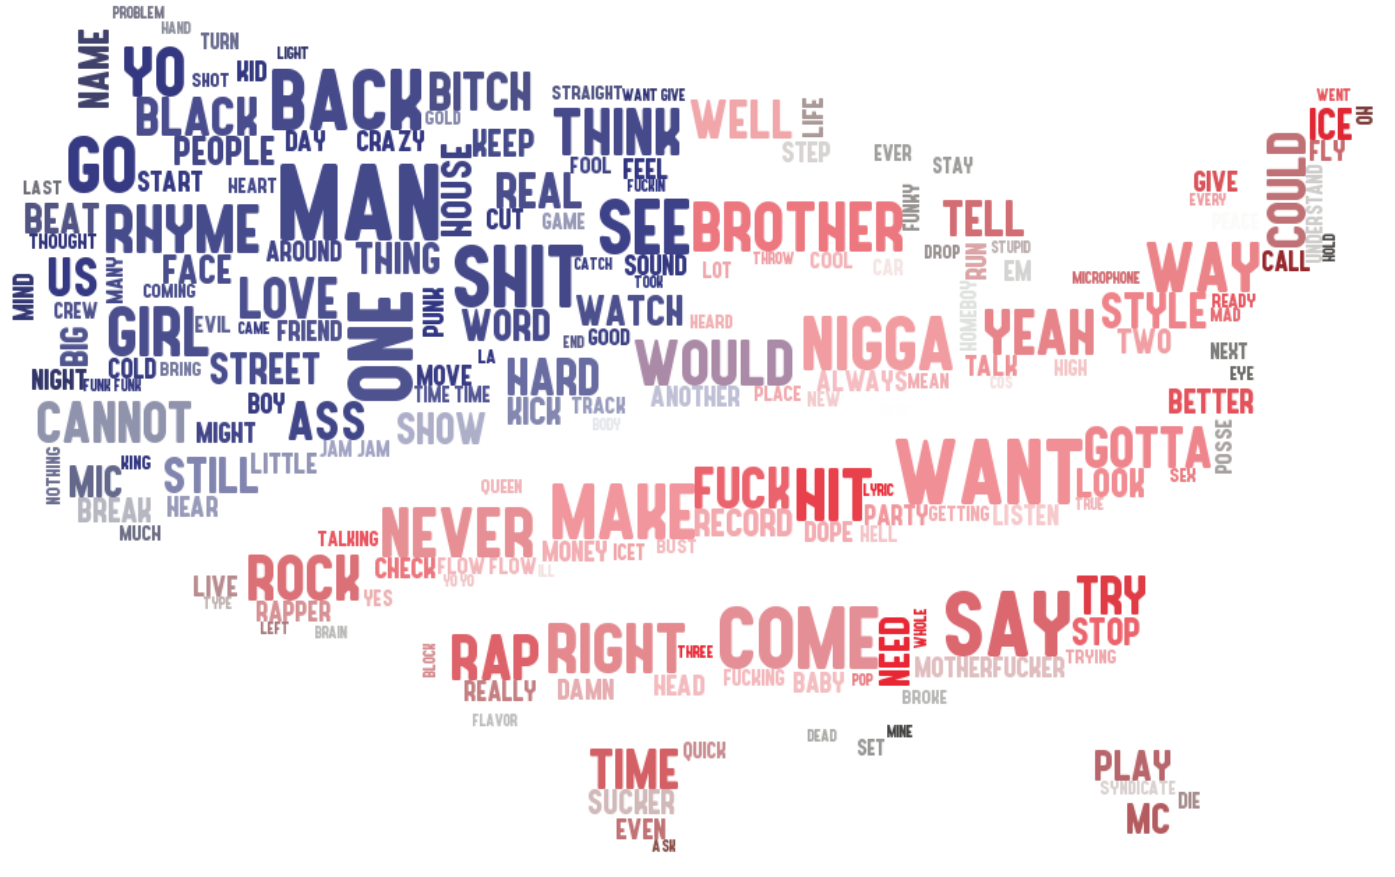 PROBLEM
HAND
TURN
NAME
LIGHT
YO
SHOT
KID
BACK
BITCH
STRAIGHT
WANT GIVE
WENT
BLACK
GOLD
THINK
WELL
LIFE
ICE
OH
PEOPLE
DAY
CRAZY
KEEP
STEP
EVER
STAY
COULD
FLY
GO
START
HEART
MAN
HOUSE
REAL
FOOL
FEEL
FUCKIN
GIVE
EVERY
UNDERSTAND
LAST
BEAT
RHYME
CUT
GAME
SEE
BROTHER
FUNKY
TELL
PEACE
HOLD
THOUGHT
AROUND
THING
SHIT
CATCH
SOUND
TOOK
LOT
THROW
COOL
CAR
DROP
RUN
STUPID
EM
MICROPHONE
WAY
CALL
MIND
US
MANY
FACE
COMING
LOVE
ONE
PUNK
WATCH
STYLE
READY
MAD
CREW
BIG
GIRL
EVIL
CAME
FRIEND
WORD
END
GOOD
HEARD
NIGGA
HOMEBOY
YEAH
TWO
COLD
BRING
STREET
LA
WOULD
TALK
HIGH
NEXT
EYE
NIGHT
FUNK FUNK
MOVE
HARD
ALWAYS
MEAN
COS
TIME TIME
ANOTHER
PLACE
NEW
BETTER
CANNOT
BOY
ASS
SHOW
KICK
TRACK
BODY
MIGHT
JAM JAM
GOTTA
POSSE
NOTHING
MIC
KING
STILL
LITTLE
WANT
LOOK
SEX
BREAK
HEAR
QUEEN
MAKE
FUCK
HIT
LYRIC
TRUE
MUCH
NEVER
RECORD
DOPE
HELL
PARTY
GETTING
LISTEN
TALKING
MONEY
ICET
BUST
ROCK
CHECK
FLOW FLOW
ILL
YO YO
LIVE
TYPE
RAPPER
YES
LEFT
BRAIN
COME
NEED
WHOLE
SAY
TRY
STOP
BLOCK
RAP
RIGHT
THREE
MOTHERFUCKER
TRYING
REALLY
DAMN
HEAD
FUCKING
BABY
POP
BROKE
FLAVOR
DEAD
SET
MINE
TIME
QUICK
PLAY
SUCKER
SYNDICATE
DIE
EVEN
MC
ASK